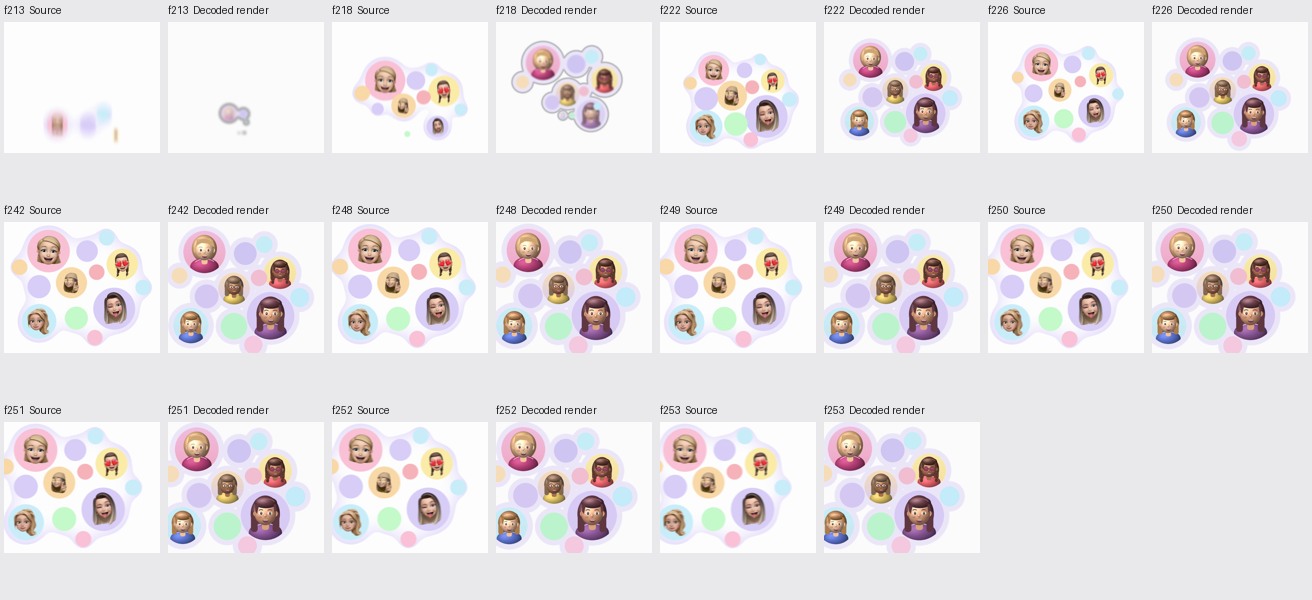 f213 Source
f213 Decoded render
f218 Source
f218 Decoded render
f222 Source
f222 Decoded render
f226 Source
f226 Decoded render
f242 Source
f242 Decoded render
f248 Source
f248 Decoded render
f249 Source
f249 Decoded render
f250 Source
f250 Decoded render
f251 Source
f251 Decoded render
f252 Source
f252 Decoded render
f253 Source
f253 Decoded render